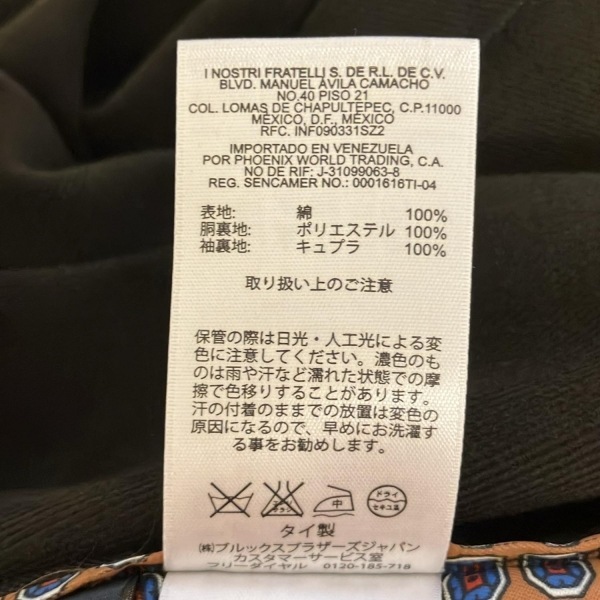 I NOSTRI FRATELLI S. DE R.L. DE C.V.
BLVD. MANUEL ÁVILA CAMACHO
NO.40 PISO 21
COL. LOMAS DE CHAPULTEPEC, C.P.11000
MÉXICO, D.F., MÉXICO
RFC. INF090331SZ2
IMPORTADO EN VENEZUELA
POR PHOENIX WORLD TRADING, C.A.
NO DE RIF: J-31099063-8
REG. SENCAMER NO.: 0001616TI-04
表地: 綿 100%
胴裏地: ポリエステル 100%
袖裏地: キュプラ 100%
取り扱い上のご注意
保管の際は日光・人工光による変
色に注意してください。濃色のも
のは雨や汗など濡れた状態での摩
擦で色移りすることがあります。
汗の付着のままでの放置は変色の
原因になるので、早めにお洗濯す
る事をお勧めします。
中 ドライ
セキユ系
タイ製
㈱ブルックスブラザーズジャパン
カスタマーサービス室
フリーダイヤル 0120-185-718